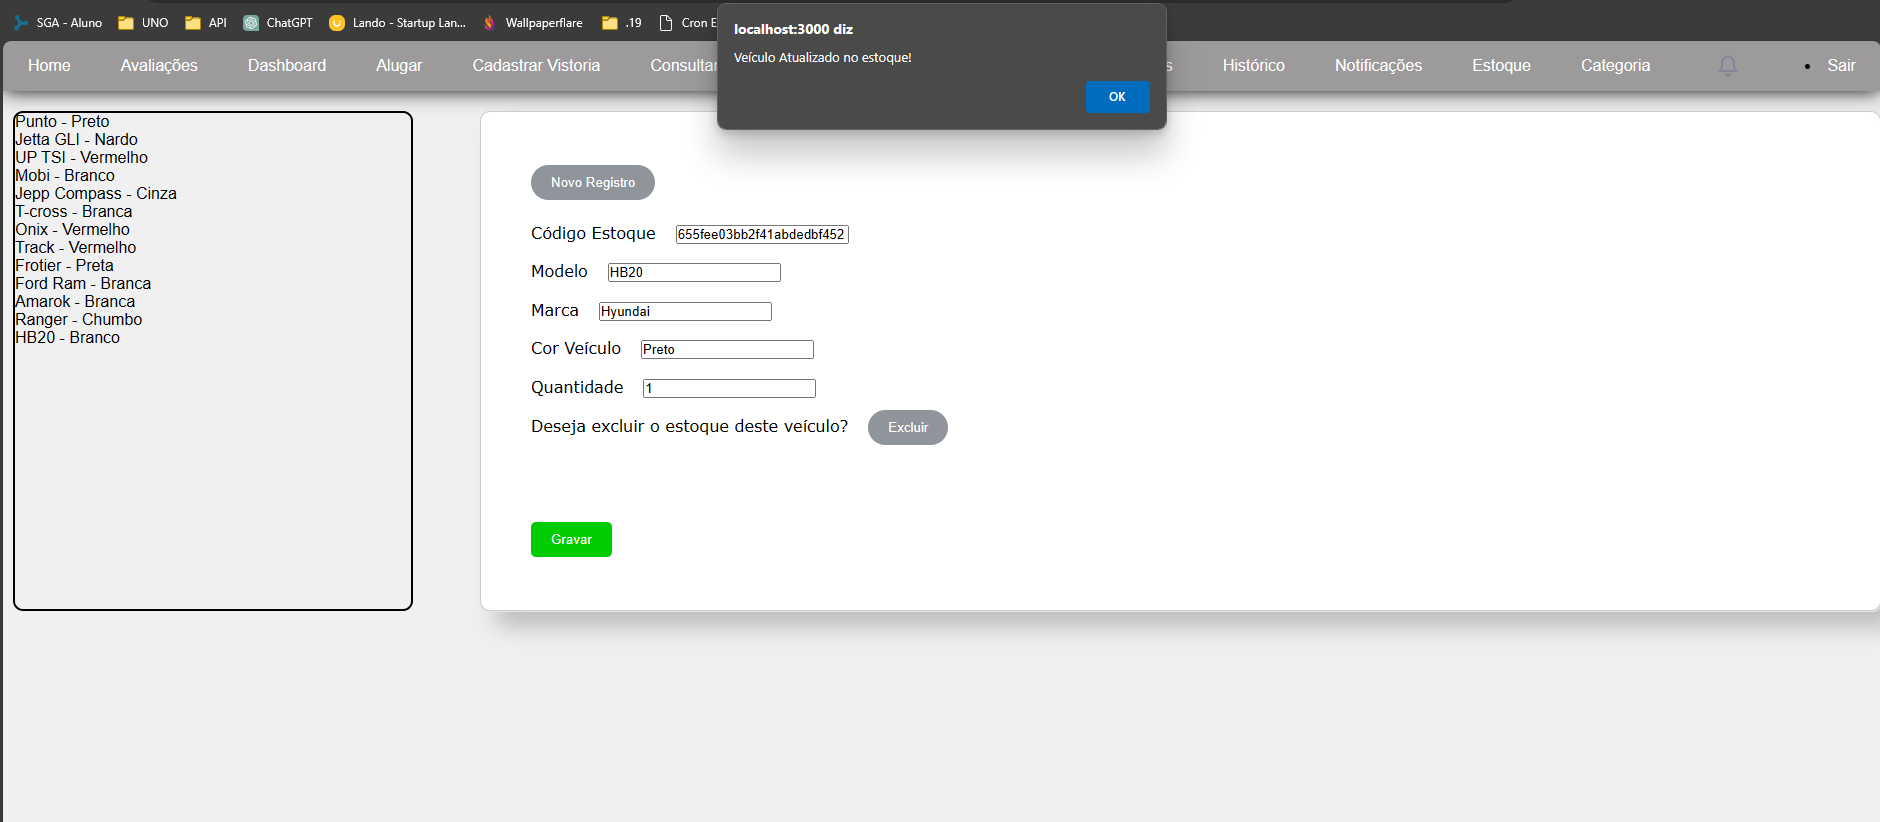 SGA - Aluno UNO API ChatGPT Lando - Startup Lan... Wallpaperflare .19 Cron E
localhost:3000 diz
Veículo Atualizado no estoque!
OK
Home Avaliações Dashboard Alugar Cadastrar Vistoria Consultar s Histórico Notificações Estoque Categoria Sair
Punto - Preto
Jetta GLI - Nardo
UP TSI - Vermelho
Mobi - Branco
Jepp Compass - Cinza
T-cross - Branca
Onix - Vermelho
Track - Vermelho
Frotier - Preta
Ford Ram - Branca
Amarok - Branca
Ranger - Chumbo
HB20 - Branco
Novo Registro
Código Estoque 655fee03bb2f41abdedbf452
Modelo HB20
Marca Hyundai
Cor Veículo Preto
Quantidade 1
Deseja excluir o estoque deste veículo? Excluir
Gravar